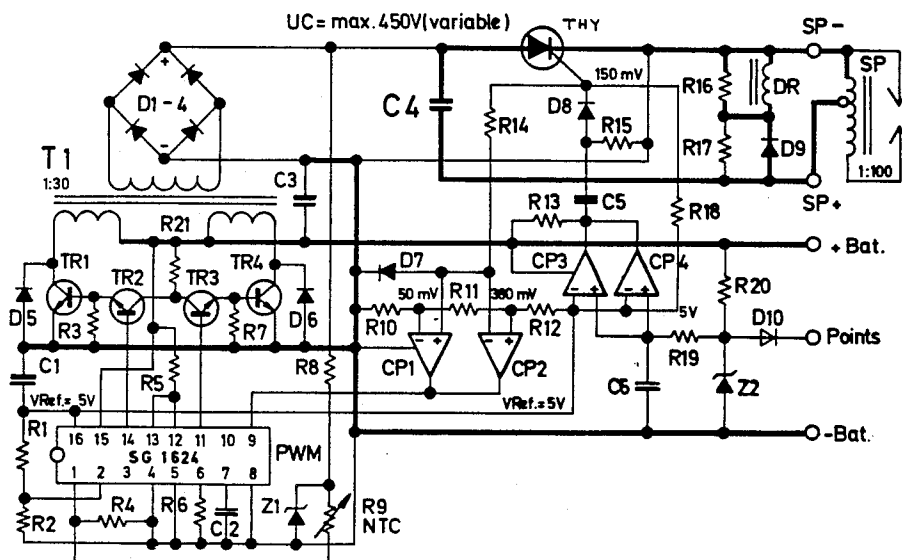 UC = max. 450V (variable)
THY
SP -
+
D1 - 4
-
C4
R14
150 mV
D8
R15
R16
DR
R17
D9
SP
1:100
SP+
T1
1:30
C3
R13
C5
R18
R21
+ Bat.
TR1
TR2
TR3
TR4
D7
CP3
CP4
R20
D5
R3
R7
D6
R10
50 mV
R11
360 mV
R12
5V
D10
Points
R19
C1
R5
R8
CP1
CP2
C6
Z2
VRef. = 5V
VRef. = 5V
R1
16 15 14 13 12 11 10 9
SG 1624
PWM
-Bat.
1 2 3 4 5 6 7 8
R2
R4
R6
C2
Z1
R9
NTC